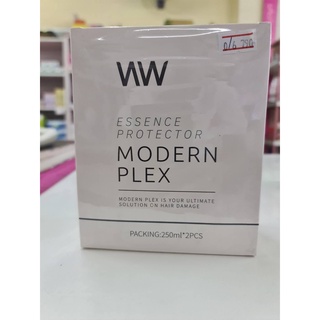 WW
ESSENCE
PROTECTOR
MODERN
PLEX
MODERN PLEX IS YOUR ULTIMATE
SOLUTION ON HAIR DAMAGE
PACKING:250ml*2PCS